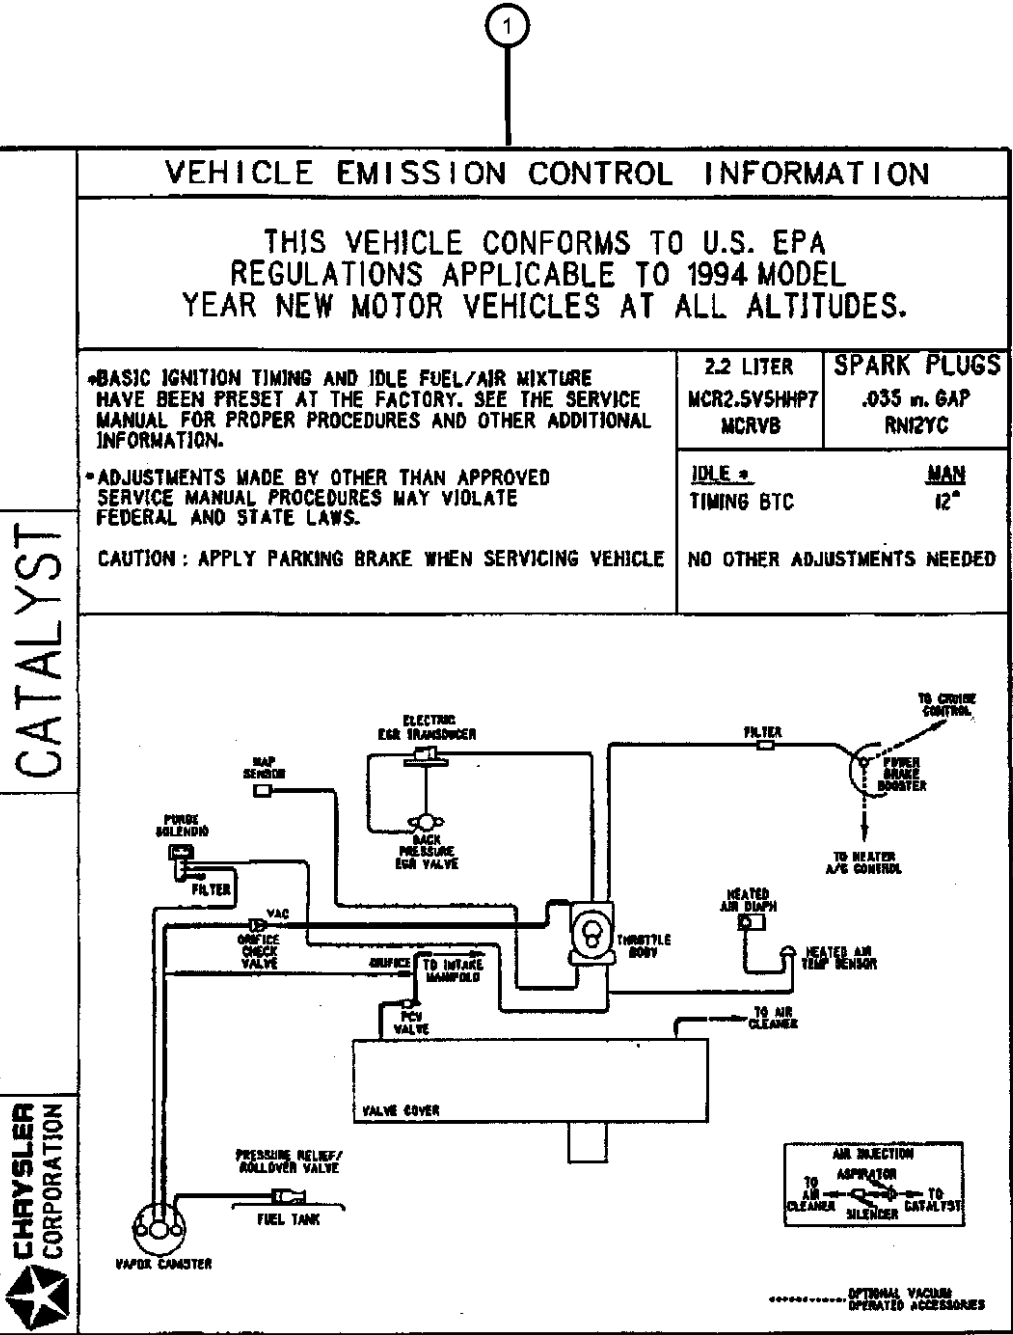 1
VEHICLE EMISSION CONTROL INFORMATION
THIS VEHICLE CONFORMS TO U.S. EPA
REGULATIONS APPLICABLE TO 1994 MODEL
YEAR NEW MOTOR VEHICLES AT ALL ALTITUDES.
*BASIC IGNITION TIMING AND IDLE FUEL/AIR MIXTURE
HAVE BEEN PRESET AT THE FACTORY. SEE THE SERVICE
MANUAL FOR PROPER PROCEDURES AND OTHER ADDITIONAL
INFORMATION.
*ADJUSTMENTS MADE BY OTHER THAN APPROVED
SERVICE MANUAL PROCEDURES MAY VIOLATE
FEDERAL AND STATE LAWS.
CAUTION : APPLY PARKING BRAKE WHEN SERVICING VEHICLE
2.2 LITER
MCR2.5V5HHP7
MCRVB
SPARK PLUGS
.035 in. GAP
RN12YC
IDLE *
MAN
TIMING BTC
12°
NO OTHER ADJUSTMENTS NEEDED
CATALYST
CHRYSLER
CORPORATION
ELECTRIC
EGR TRANSDUCER
TO CRUISE
CONTROL
FILTER
MAP
SENSOR
POWER
BRAKE
BOOSTER
PURGE
SOLENOID
BACK
PRESSURE
EGR VALVE
TO HEATER
A/C CONTROL
FILTER
HEATED
AIR DIAPH
VAC
ORIFICE
CHECK
VALVE
THROTTLE
BODY
HEATED AIR
TEMP SENSOR
ORIFICE
TO INTAKE
MANIFOLD
PCV
VALVE
TO AIR
CLEANER
VALVE COVER
PRESSURE RELIEF/
ROLLOVER VALVE
FUEL TANK
VAPOR CANISTER
AIR INJECTION
ASPIRATOR
TO
AIR
CLEANER
SILENCER
TO
CATALYST
OPTIONAL VACUUM
OPERATED ACCESSORIES